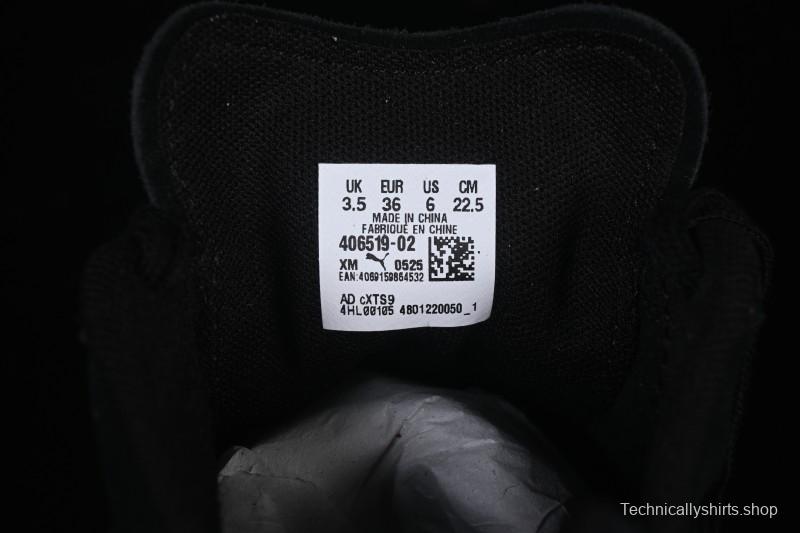 UK EUR US CM
3.5 36 6 22.5
MADE IN CHINA
FABRIQUÉ EN CHINE
406519-02
XM 0525
EAN:4069159864532
AD cXTS9
4HL00105 4801220050_1
Technicallyshirts.shop